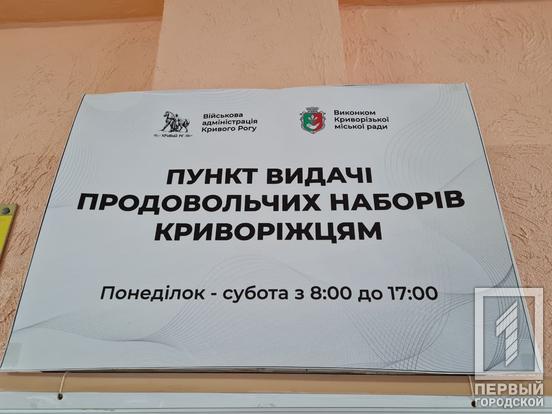 Військова
адміністрація
Кривого Рогу
Виконком
Криворізької
міської ради
ПУНКТ ВИДАЧІ
ПРОДОВОЛЬЧИХ НАБОРІВ
КРИВОРІЖЦЯМ
Понеділок - субота з 8:00 до 17:00
1
ПЕРВЫЙ
ГОРОДСКОЙ